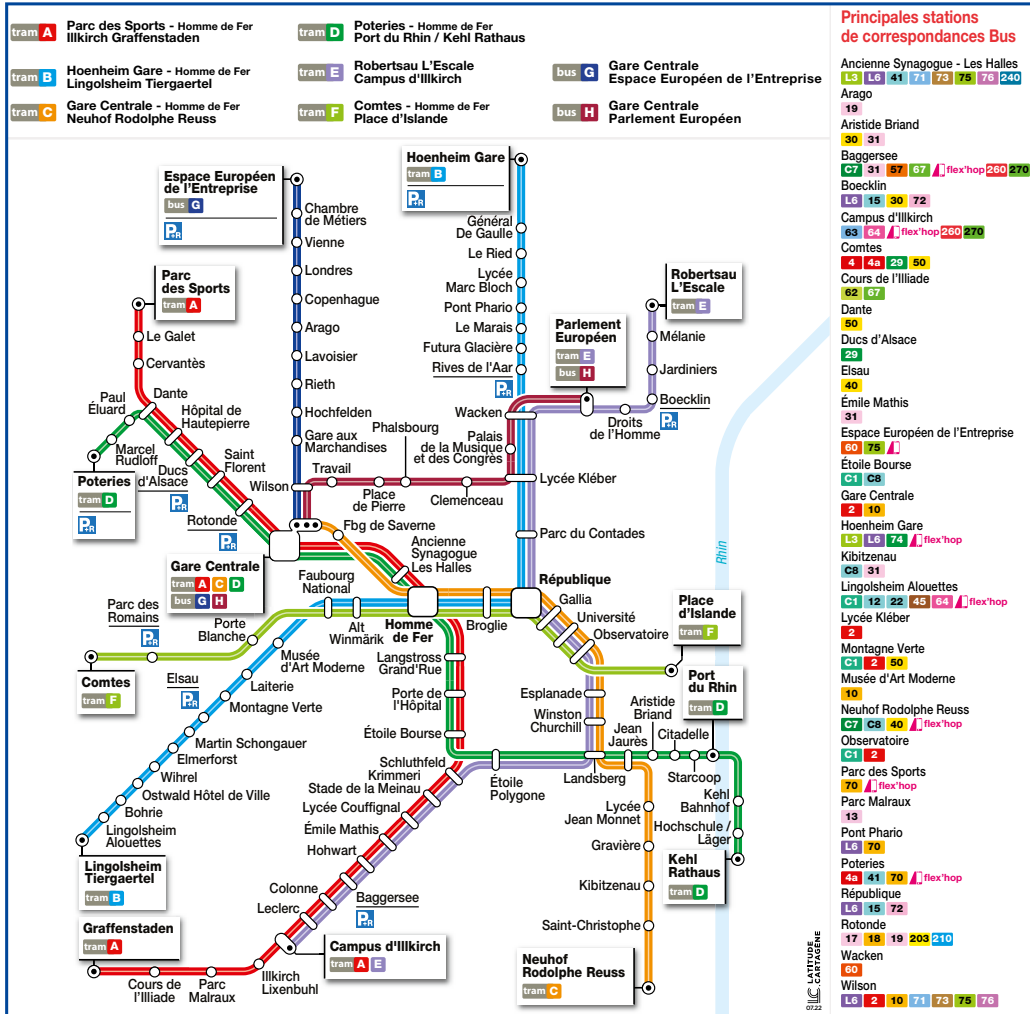 tram A Parc des Sports - Homme de Fer
Illkirch Graffenstaden
tram B Hoenheim Gare - Homme de Fer
Lingolsheim Tiergaertel
tram C Gare Centrale - Homme de Fer
Neuhof Rodolphe Reuss
tram D Poteries - Homme de Fer
Port du Rhin / Kehl Rathaus
tram E Robertsau L'Escale
Campus d'Illkirch
tram F Comtes - Homme de Fer
Place d'Islande
bus G Gare Centrale
Espace Européen de l'Entreprise
bus H Gare Centrale
Parlement Européen
Espace Européen
de l'Entreprise
bus G
P+R
Chambre
de Métiers
Vienne
Londres
Copenhague
Arago
Lavoisier
Rieth
Hochfelden
Gare aux
Marchandises
Wilson
Hoenheim Gare
tram B
P+R
Général
De Gaulle
Le Ried
Lycée
Marc Bloch
Pont Phario
Le Marais
Futura Glacière
Rives de l'Aar
P+R
Wacken
Palais
de la Musique
et des Congrès
Lycée Kléber
Parc du Contades
Robertsau
L'Escale
tram E
Mélanie
Jardiniers
Boecklin
P+R
Droits
de l'Homme
Parlement
Européen
tram E
bus H
Parc
des Sports
tram A
Le Galet
Cervantès
Dante
Paul
Éluard
Marcel
Rudloff
Poteries
tram D
P+R
Hôpital de
Hautepierre
Ducs
d'Alsace
P+R
Saint
Florent
Rotonde
P+R
Travail
Phalsbourg
Place
de Pierre
Clemenceau
Fbg de Saverne
Ancienne
Synagogue
Les Halles
Gare Centrale
tram A C D
bus G H
Faubourg
National
Alt
Winmärik
Homme
de Fer
Broglie
République
Gallia
Université
Observatoire
Place
d'Islande
tram F
Parc des
Romains
P+R
Porte
Blanche
Comtes
tram F
Musée
d'Art Moderne
Laiterie
Montagne Verte
Elsau
P+R
Martin Schongauer
Elmerforst
Wihrel
Ostwald Hôtel de Ville
Bohrie
Lingolsheim
Alouettes
Lingolsheim
Tiergaertel
tram B
Langstross
Grand'Rue
Porte de
l'Hôpital
Étoile Bourse
Schluthfeld
Krimmeri
Stade de la Meinau
Lycée Couffignal
Émile Mathis
Hohwart
Baggersee
P+R
Colonne
Leclerc
Campus d'Illkirch
tram A E
Illkirch
Lixenbuhl
Parc
Malraux
Cours de
l'Illiade
Graffenstaden
tram A
Étoile
Polygone
Esplanade
Winston
Churchill
Landsberg
Jean
Jaurès
Aristide
Briand
Citadelle
Starcoop
Port
du Rhin
tram D
Kehl
Bahnhof
Hochschule /
Läger
Kehl
Rathaus
tram D
Lycée
Jean Monnet
Gravière
Kibitzenau
Saint-Christophe
Neuhof
Rodolphe Reuss
tram C
Rhin
LATITUDE
CARTAGÈNE
07.22
Principales stations
de correspondances Bus
Ancienne Synagogue - Les Halles
L3 L6 41 71 73 75 76 240
Arago
19
Aristide Briand
30 31
Baggersee
C7 31 57 67 flex'hop 260 270
Boecklin
L6 15 30 72
Campus d'Illkirch
63 64 flex'hop 260 270
Comtes
4 4a 29 50
Cours de l'Illiade
62 67
Dante
50
Ducs d'Alsace
29
Elsau
40
Émile Mathis
31
Espace Européen de l'Entreprise
60 75
Étoile Bourse
C1 C8
Gare Centrale
2 10
Hoenheim Gare
L3 L6 74 flex'hop
Kibitzenau
C8 31
Lingolsheim Alouettes
C1 12 22 45 64 flex'hop
Lycée Kléber
2
Montagne Verte
C1 2 50
Musée d'Art Moderne
10
Neuhof Rodolphe Reuss
C7 C8 40 flex'hop
Observatoire
C1 2
Parc des Sports
70 flex'hop
Parc Malraux
13
Pont Phario
L6 70
Poteries
4a 41 70 flex'hop
République
L6 15 72
Rotonde
17 18 19 203 210
Wacken
60
Wilson
L6 2 10 71 73 75 76